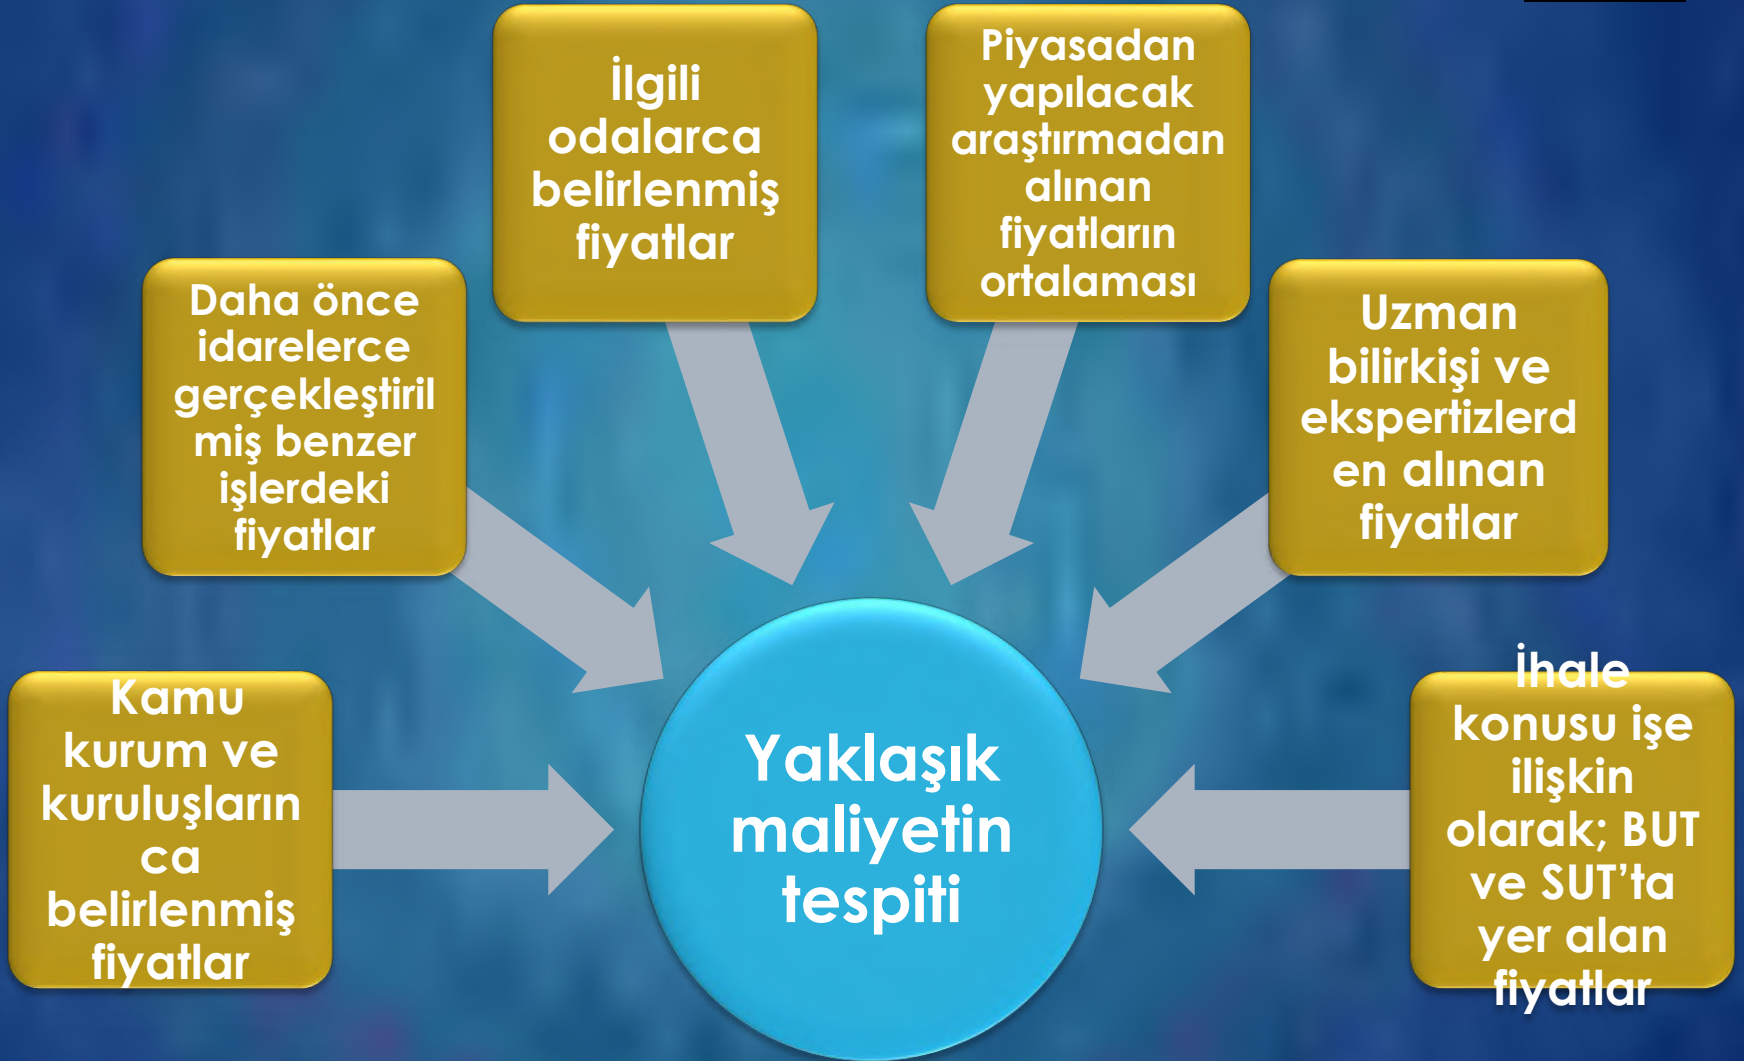 Kamu
kurum ve
kuruluşların
ca
belirlenmiş
fiyatlar
Daha önce
idarelerce
gerçekleştiril
miş benzer
işlerdeki
fiyatlar
İlgili
odalarca
belirlenmiş
fiyatlar
Piyasadan
yapılacak
araştırmadan
alınan
fiyatların
ortalaması
Uzman
bilirkişi ve
ekspertizlerd
en alınan
fiyatlar
İhale
konusu işe
ilişkin
olarak; BUT
ve SUT’ta
yer alan
fiyatlar
Yaklaşık
maliyetin
tespiti